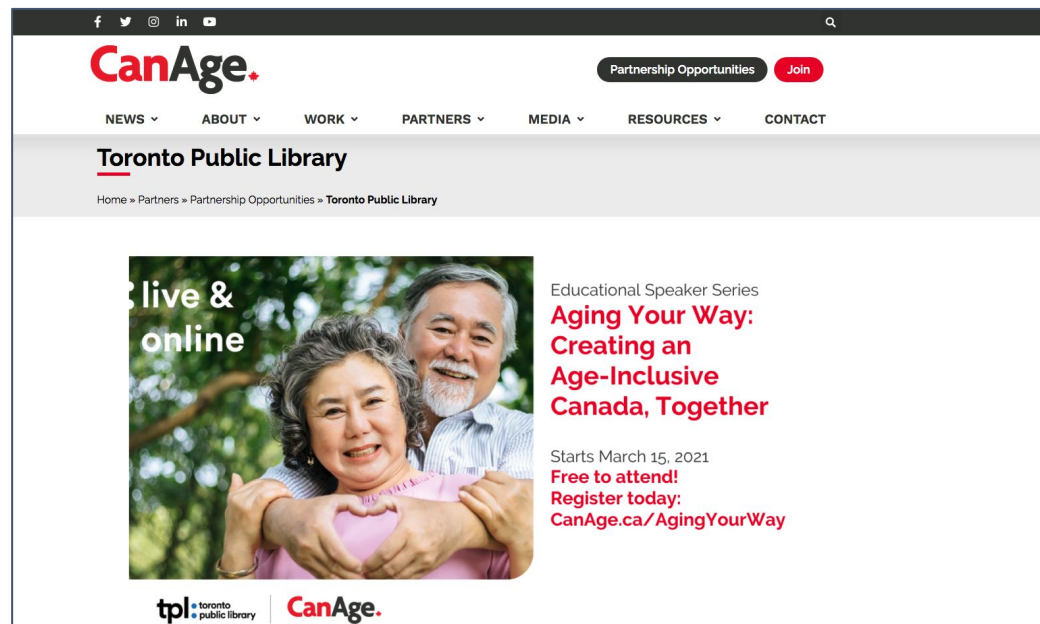 CanAge.
Partnership Opportunities
Join
NEWS
ABOUT
WORK
PARTNERS
MEDIA
RESOURCES
CONTACT
Toronto Public Library
Home » Partners » Partnership Opportunities » Toronto Public Library
: live &
online
Educational Speaker Series
Aging Your Way:
Creating an
Age-Inclusive
Canada, Together
Starts March 15, 2021
Free to attend!
Register today:
CanAge.ca/AgingYourWay
tpl: toronto
public library
CanAge.